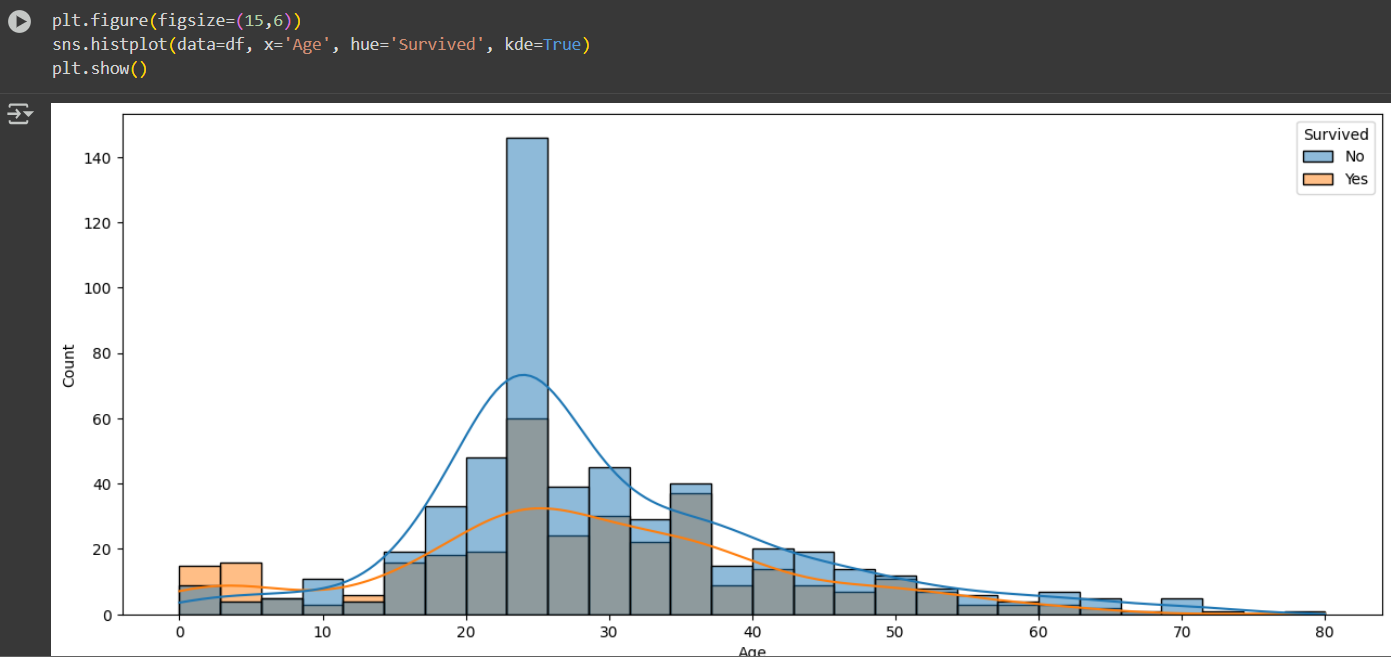 plt.figure(figsize=(15,6))
sns.histplot(data=df, x='Age', hue='Survived', kde=True)
plt.show()
Survived
No
Yes
140
120
100
80
60
40
20
0
Count
0 10 20 30 40 50 60 70 80
Age